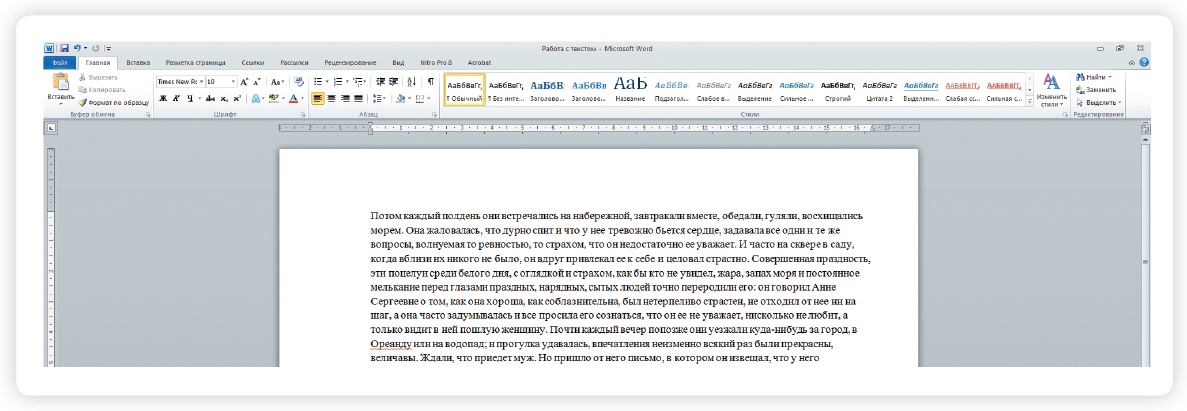 Работа с текстом - Microsoft Word
Файл Главная Вставка Разметка страницы Ссылки Рассылки Рецензирование Вид Nitro Pro 8 Acrobat
Вставить
Вырезать
Копировать
Формат по образцу
Буфер обмена
Times New Ro 10
Ж К Ч abc x₂ x²
Шрифт
Абзац
АаБбВвГг, АаБбВвГг, АаБбВ АаБбВв АаБ АаБбВвГ АаБбВвГг АаБбВвГг АаБбВвГг АаБбВвГг, АаБбВвГг АаБбВвГг АаБбВвГг, АаБбВвГг,
¶ Обычный ¶ Без инте... Заголово... Заголово... Название Подзагол... Слабое в... Выделение Сильное ... Строгий Цитата 2 Выделенн... Слабая сс... Сильная с...
Стили
Изменить стили
Найти
Заменить
Выделить
Редактирование
Потом каждый полдень они встречались на набережной, завтракали вместе, обедали, гуляли, восхищались
морем. Она жаловалась, что дурно спит и что у нее тревожно бьется сердце, задавала все одни и те же
вопросы, волнуемая то ревностью, то страхом, что он недостаточно ее уважает. И часто на сквере в саду,
когда вблизи их никого не было, он вдруг привлекал ее к себе и целовал страстно. Совершенная праздность,
эти поцелуи среди белого дня, с оглядкой и страхом, как бы кто не увидел, жара, запах моря и постоянное
мелькание перед глазами праздных, нарядных, сытых людей точно переродили его: он говорил Анне
Сергеевне о том, как она хороша, как соблазнительна, был нетерпеливо страстен, не отходил от нее ни на
шаг, а она часто задумывалась и все просила его сознаться, что он ее не уважает, нисколько не любит, а
только видит в ней пошлую женщину. Почти каждый вечер попозже они уезжали куда-нибудь за город, в
Ореанду или на водопад; и прогулка удавалась, впечатления неизменно всякий раз были прекрасны,
величавы. Ждали, что приедет муж. Но пришло от него письмо, в котором он извещал, что у него